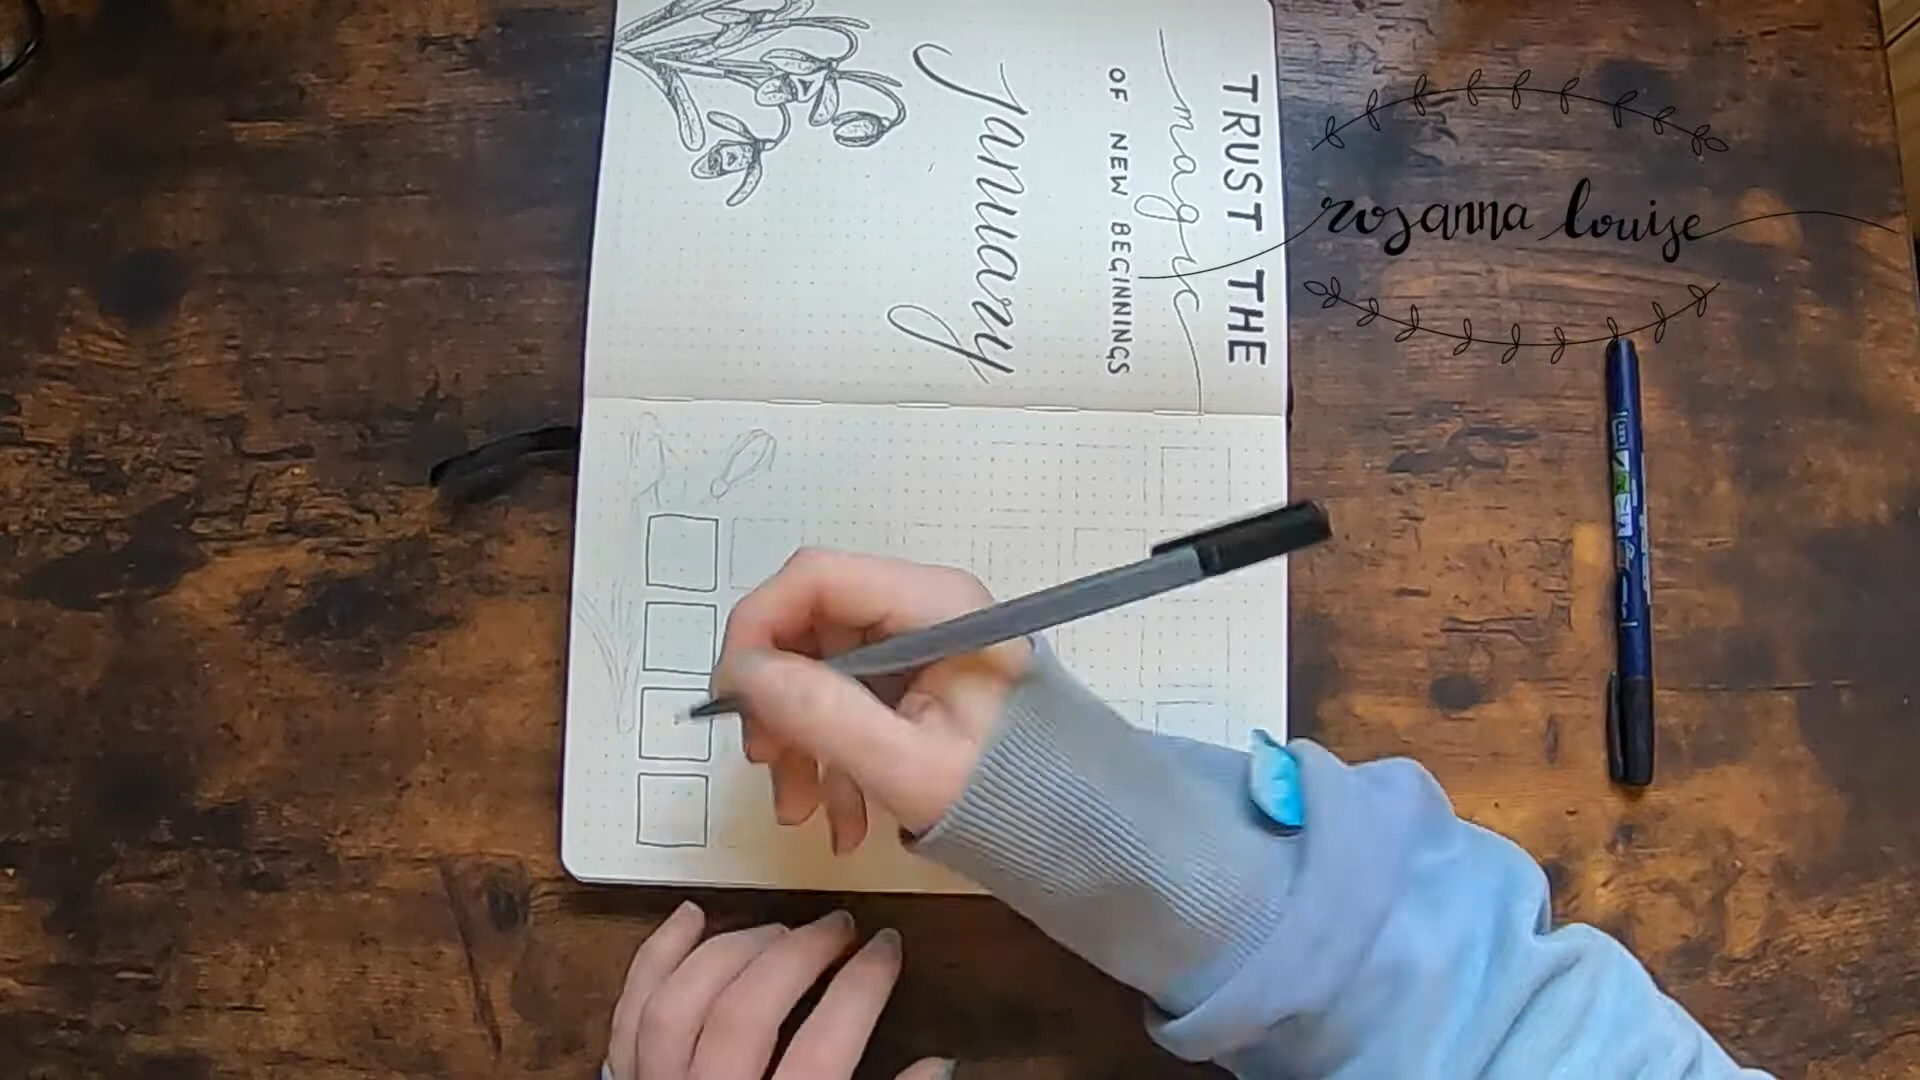 TRUST THE
magic
OF NEW BEGINNINGS
January
rosanna louise